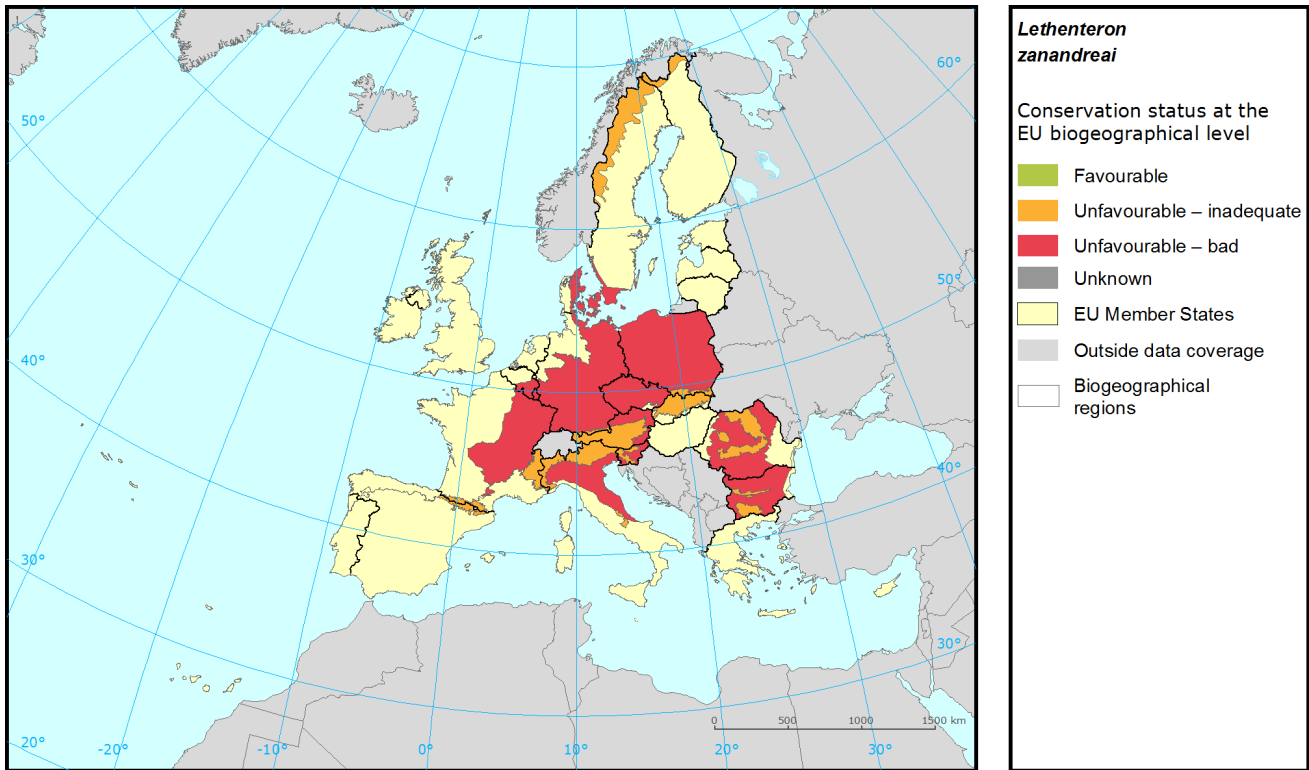 Lethenteron
zanandreai
Conservation status at the
EU biogeographical level
Favourable
Unfavourable – inadequate
Unfavourable – bad
Unknown
EU Member States
Outside data coverage
Biogeographical
regions
60°
50°
50°
40°
40°
30°
30°
20°
-20°
-10°
0°
10°
20°
30°
0 500 1000 1500 km